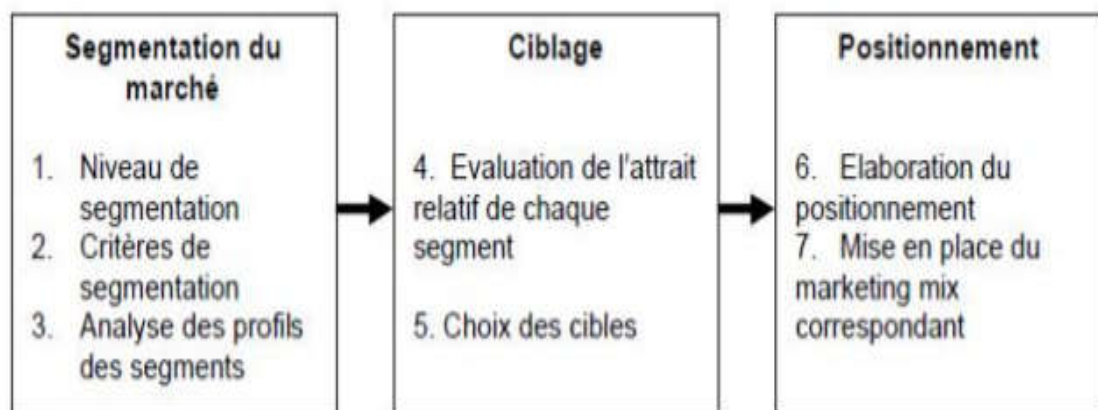 Segmentation du
marché
1. Niveau de
segmentation
2. Critères de
segmentation
3. Analyse des profils
des segments
Ciblage
4. Evaluation de l'attrait
relatif de chaque
segment
5. Choix des cibles
Positionnement
6. Elaboration du
positionnement
7. Mise en place du
marketing mix
correspondant